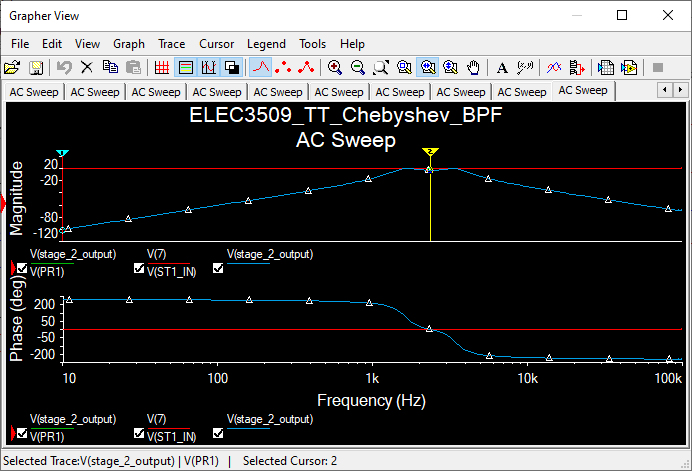 Grapher View
File Edit View Graph Trace Cursor Legend Tools Help
AC Sweep AC Sweep AC Sweep AC Sweep AC Sweep AC Sweep AC Sweep AC Sweep AC Sweep AC Sweep
ELEC3509_TT_Chebyshev_BPF
AC Sweep
1
2
Magnitude
20
-20
-80
-120
V(stage_2_output) V(7) V(stage_2_output)
V(PR1) V(ST1_IN)
Phase (deg)
200
50
-50
-200
10 100 1k 10k 100k
Frequency (Hz)
V(stage_2_output) V(7) V(stage_2_output)
V(PR1) V(ST1_IN)
Selected Trace:V(stage_2_output) | V(PR1) | Selected Cursor: 2